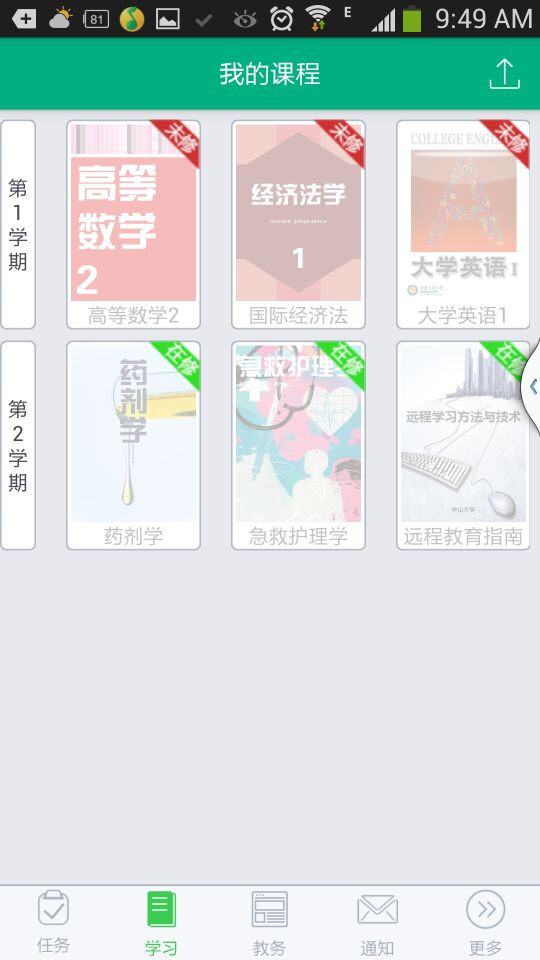 81
E
9:49 AM
我的课程
第
1
学
期
未修
高等
数学
2
高等数学2
未修
经济法学
economic jurisprudence
1
国际经济法
未修
COLLEGE ENGL
大学英语1
大学英语1
第
2
学
期
在修
药剂学
药剂学
在修
急救护理学
急救护理学
在修
远程学习方法与技术
中山大学
远程教育指南
任务
学习
教务
通知
更多